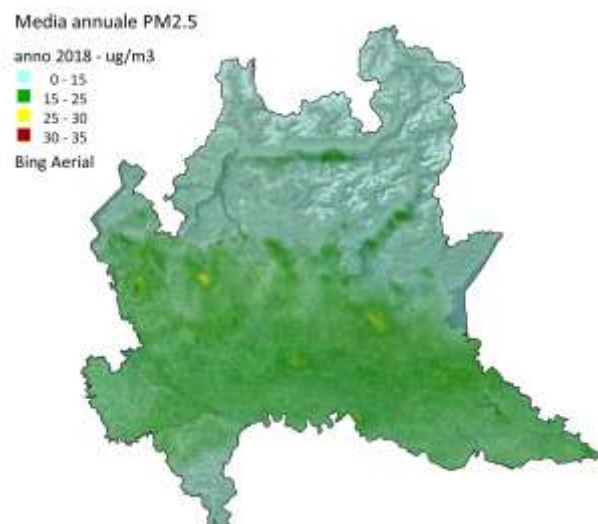 Media annuale PM2.5
anno 2018 - ug/m3
0 - 15
15 - 25
25 - 30
30 - 35
Bing Aerial